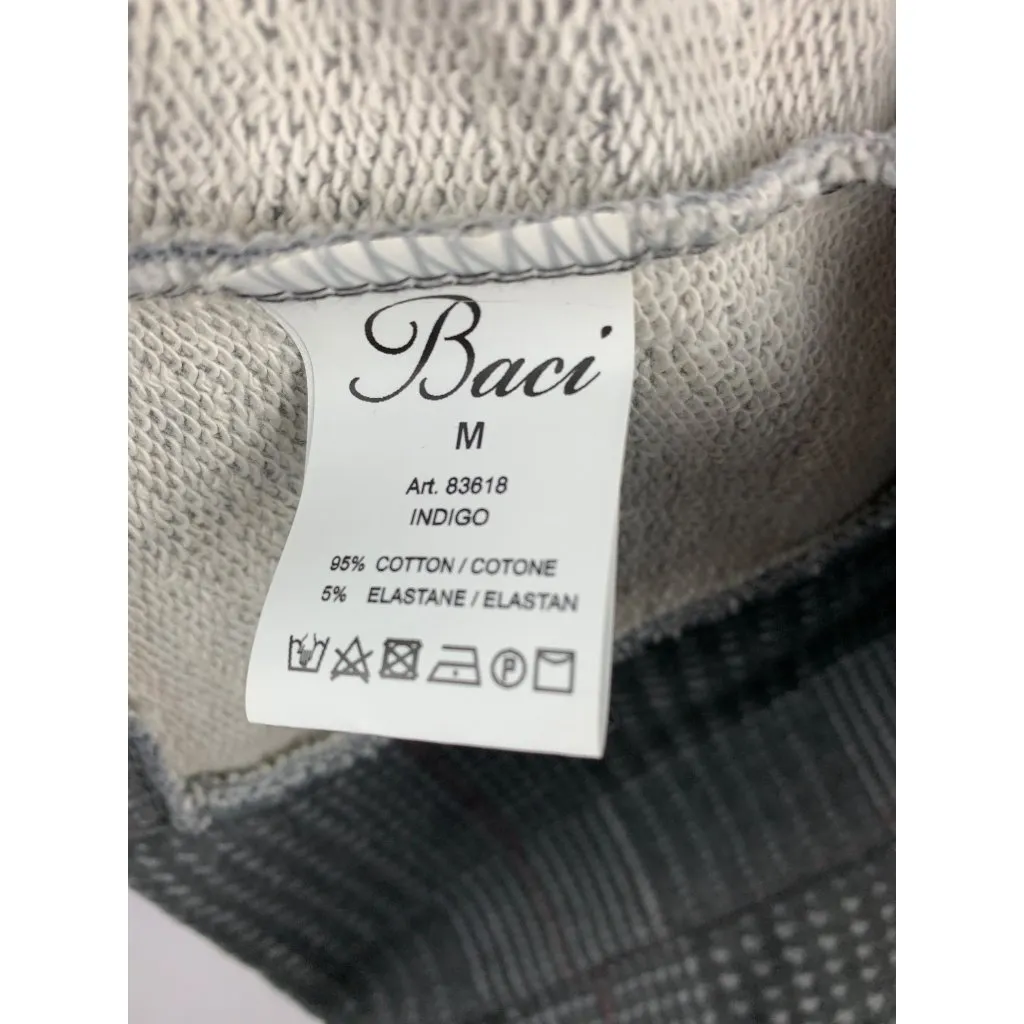 Baci
M
Art. 83618
INDIGO
95% COTTON / COTONE
5% ELASTANE / ELASTAN
P